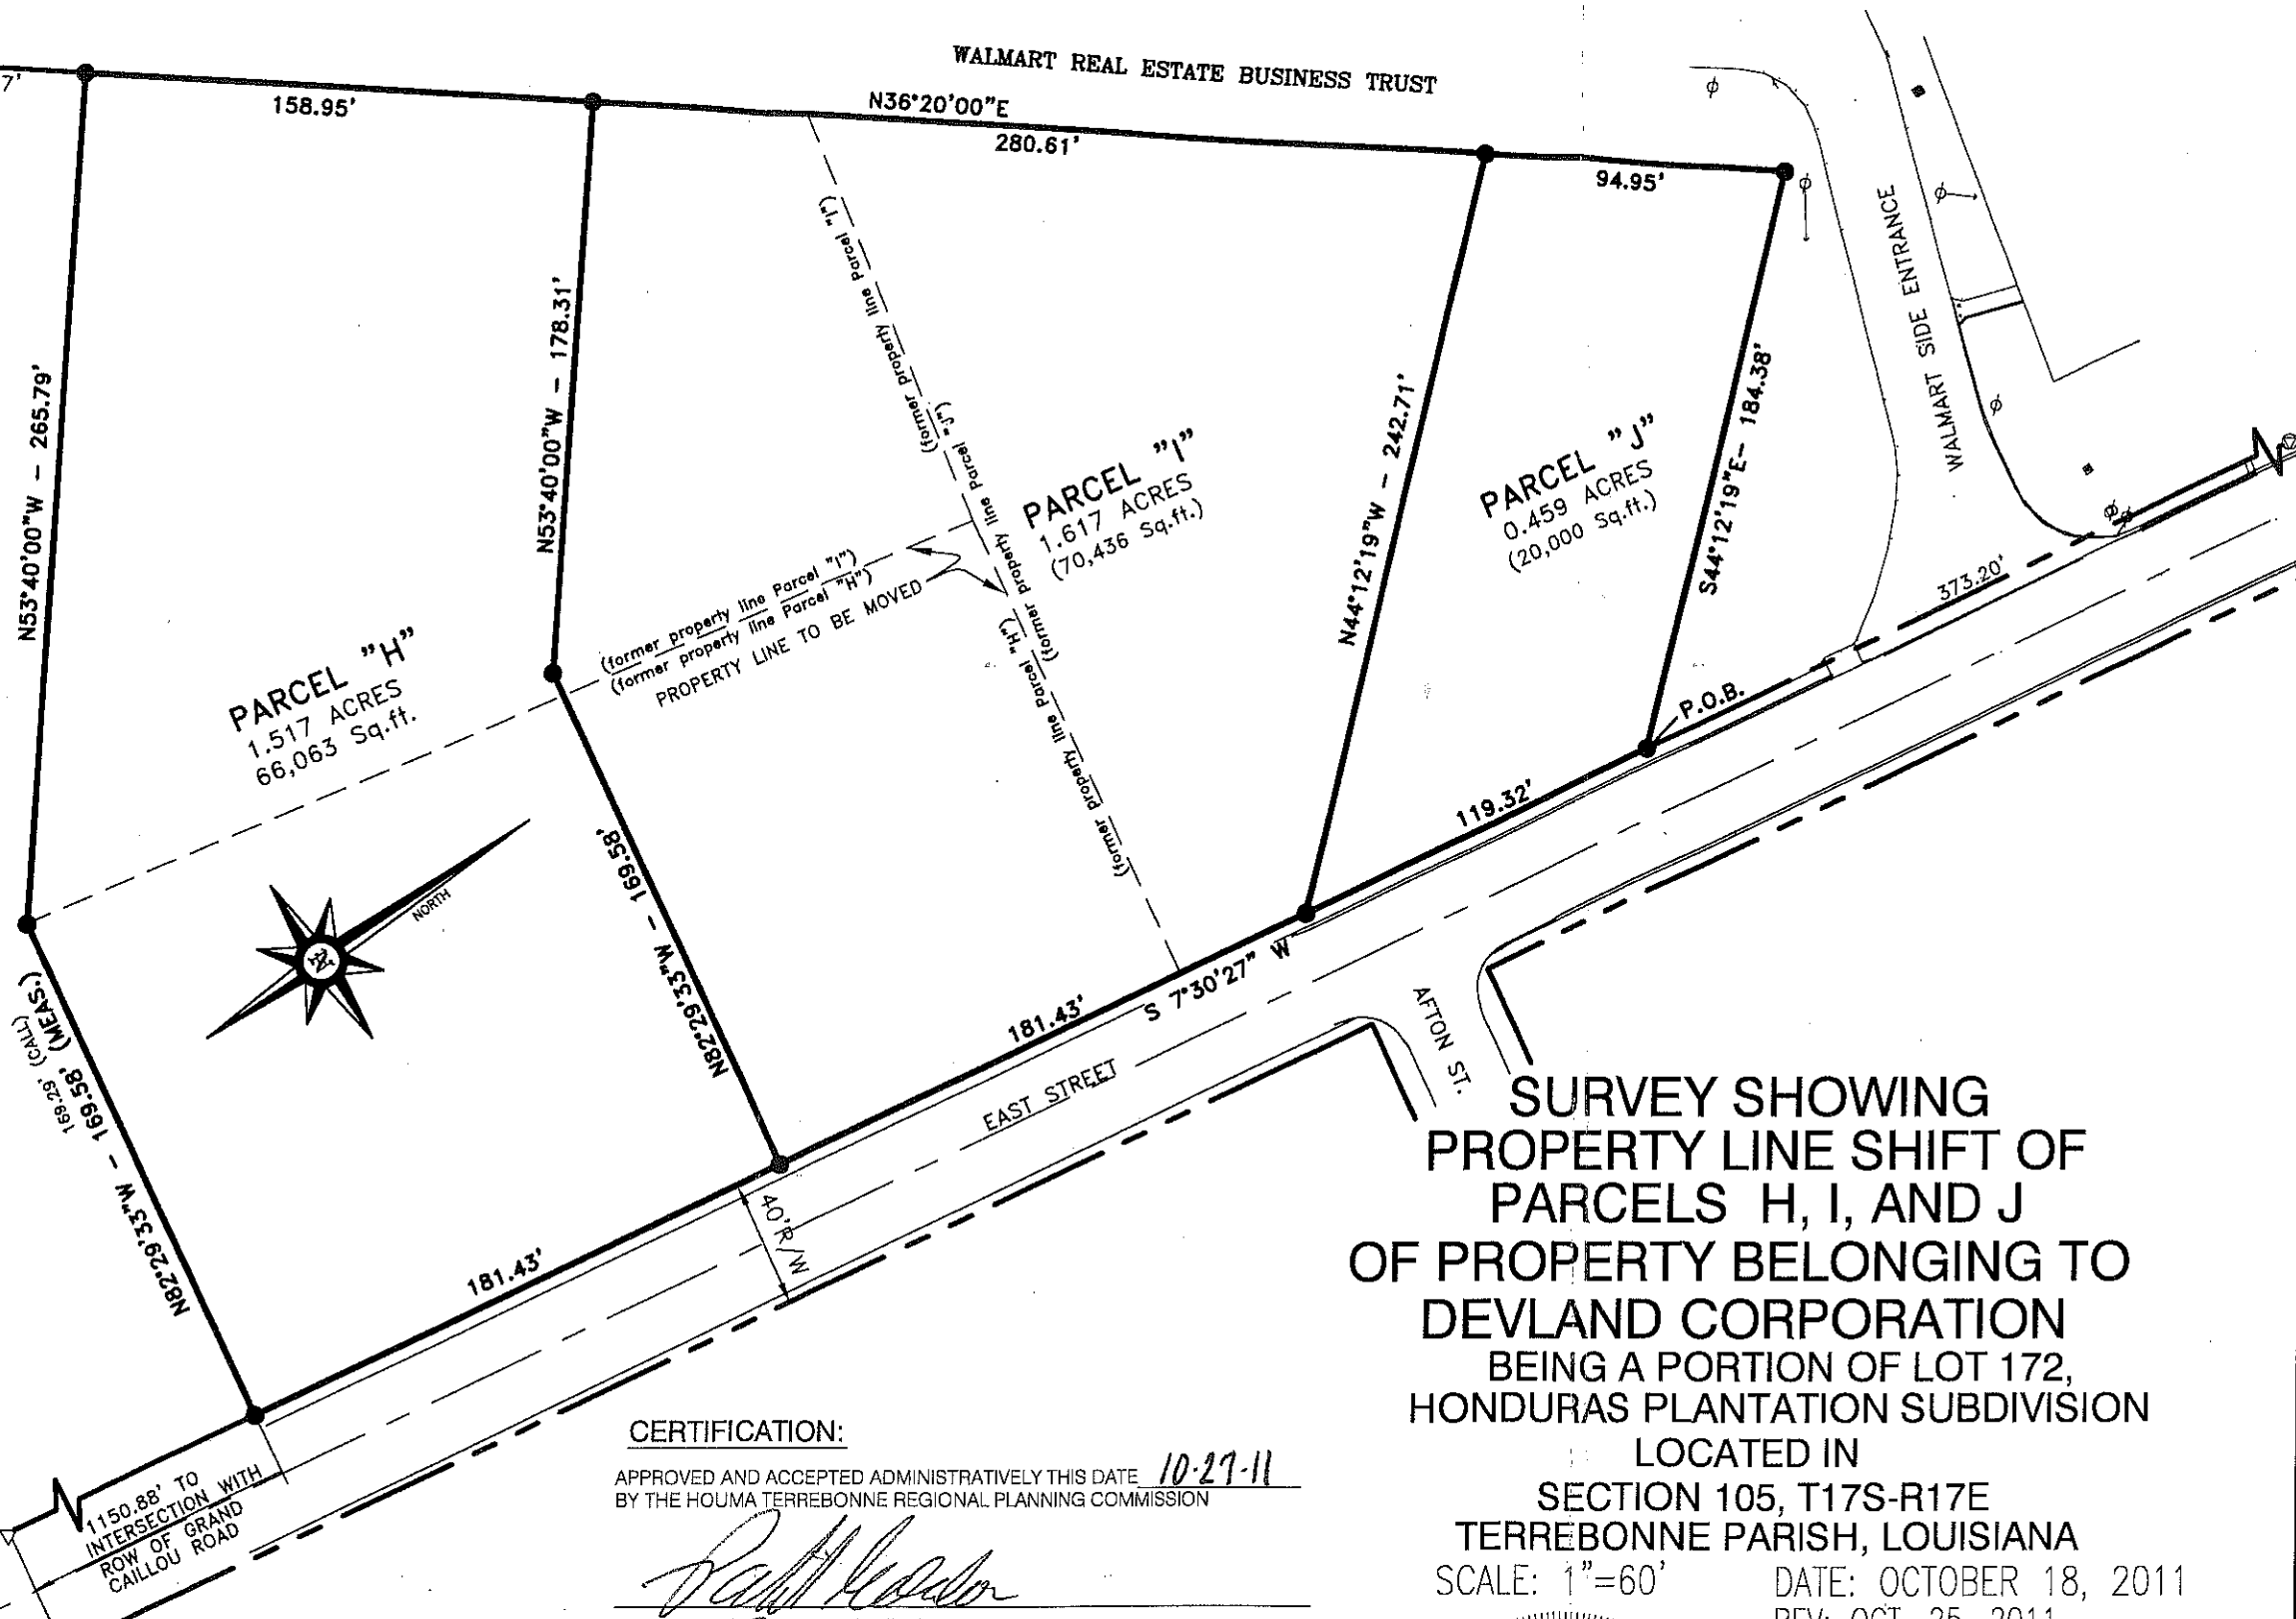 WALMART REAL ESTATE BUSINESS TRUST
7'
158.95'
N36°20'00"E
280.61'
94.95'
N53°40'00"W - 265.79'
N53°40'00"W - 178.31'
(former property line Parcel "I")
(former property line Parcel "J")
N44°12'19"W - 242.71'
S44°12'19"E- 184.38'
WALMART SIDE ENTRANCE
PARCEL "H"
1.517 ACRES
66,063 Sq.ft.
PARCEL "I"
1.617 ACRES
(70,436 Sq.ft.)
PARCEL "J"
0.459 ACRES
(20,000 Sq.ft.)
(former property line Parcel "I")
(former property line Parcel "H")
PROPERTY LINE TO BE MOVED
(former property line Parcel "H")
(former property line Parcel "J")
373.20'
P.O.B.
119.32'
NORTH
N82°29'33"W - 169.58'
N82°29'33"W - 169.58' (MEAS.)
169.29' (CALL)
181.43'
S 7°30'27" W
EAST STREET
AFTON ST.
40'R/W
181.43'
1150.88' TO
INTERSECTION WITH
ROW OF GRAND
CAILLOU ROAD
CERTIFICATION:
APPROVED AND ACCEPTED ADMINISTRATIVELY THIS DATE 10-27-11
BY THE HOUMA TERREBONNE REGIONAL PLANNING COMMISSION
SURVEY SHOWING
PROPERTY LINE SHIFT OF
PARCELS H, I, AND J
OF PROPERTY BELONGING TO
DEVLAND CORPORATION
BEING A PORTION OF LOT 172,
HONDURAS PLANTATION SUBDIVISION
LOCATED IN
SECTION 105, T17S-R17E
TERREBONNE PARISH, LOUISIANA
SCALE: 1"=60'
DATE: OCTOBER 18, 2011
REV: OCT. 25, 2011